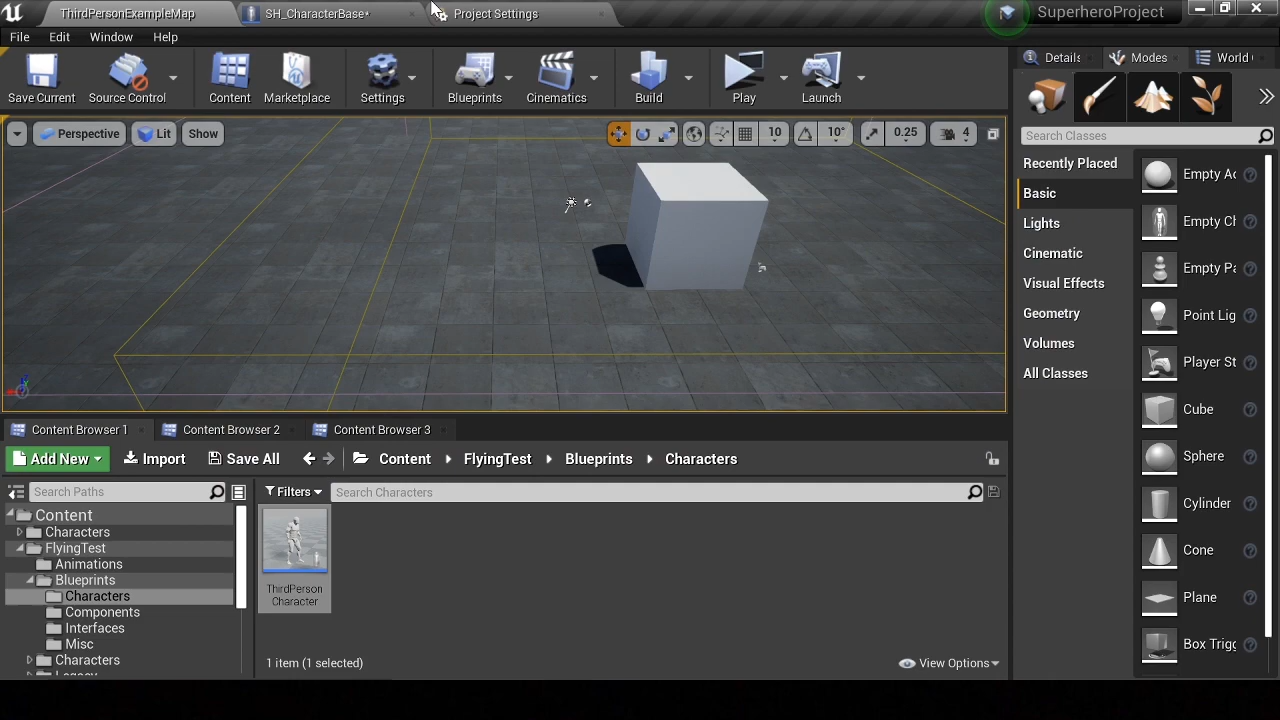 ThirdPersonExampleMap
SH_CharacterBase*
Project Settings
SuperheroProject
File Edit Window Help
Save Current
Source Control
Content
Marketplace
Settings
Blueprints
Cinematics
Build
Play
Launch
Details
Modes
World
Perspective
Lit
Show
10
10°
0.25
4
Search Classes
Recently Placed
Basic
Lights
Cinematic
Visual Effects
Geometry
Volumes
All Classes
Empty Ac
Empty Ch
Empty Pa
Point Lig
Player St
Cube
Sphere
Cylinder
Cone
Plane
Box Trigg
Content Browser 1
Content Browser 2
Content Browser 3
Add New
Import
Save All
Content
FlyingTest
Blueprints
Characters
Search Paths
Filters
Search Characters
Content
Characters
FlyingTest
Animations
Blueprints
Characters
Components
Interfaces
Misc
Characters
Legacy
ThirdPerson
Character
1 item (1 selected)
View Options